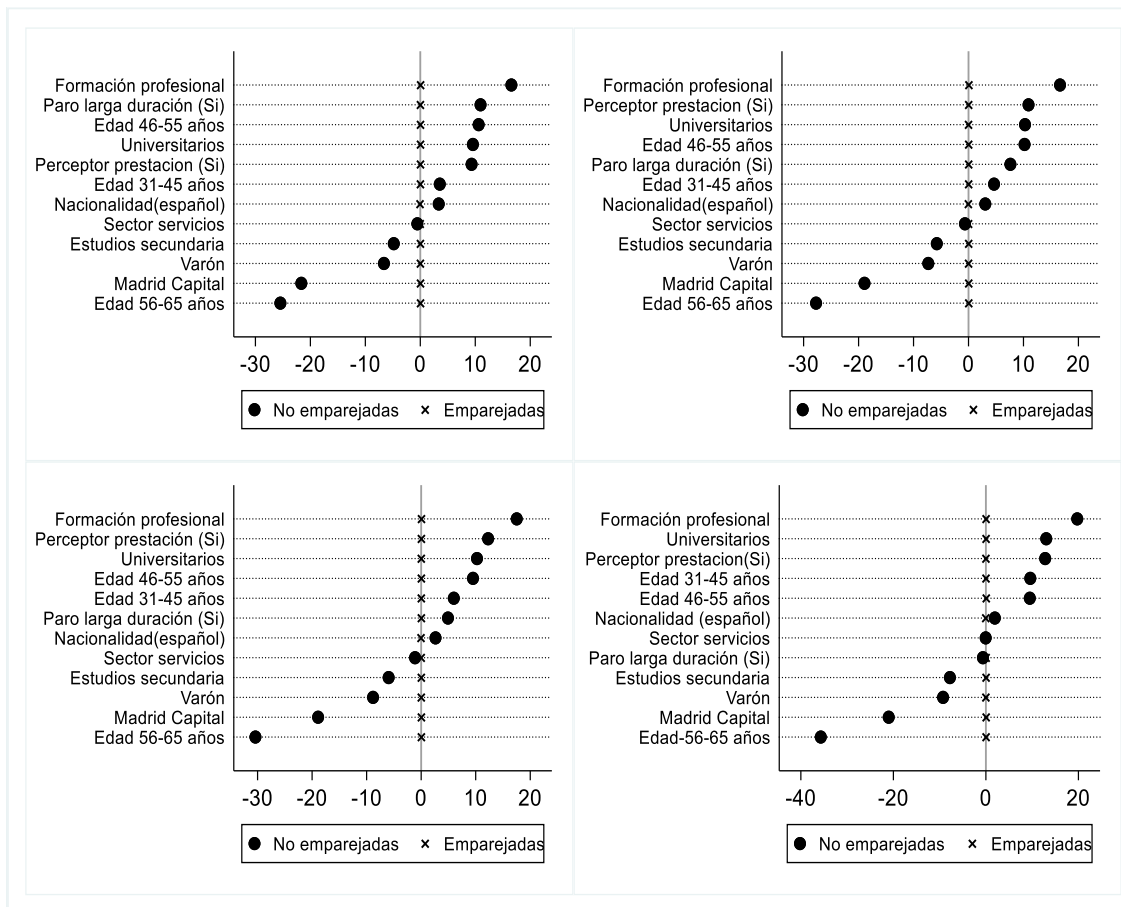 Formación profesional
Paro larga duración (Si)
Edad 46-55 años
Universitarios
Perceptor prestacion (Si)
Edad 31-45 años
Nacionalidad(español)
Sector servicios
Estudios secundaria
Varón
Madrid Capital
Edad 56-65 años
-30 -20 -10 0 10 20
No emparejadas Emparejadas
Formación profesional
Perceptor prestacion (Si)
Universitarios
Edad 46-55 años
Paro larga duración (Si)
Edad 31-45 años
Nacionalidad(español)
Sector servicios
Estudios secundaria
Varón
Madrid Capital
Edad 56-65 años
-30 -20 -10 0 10 20
No emparejadas Emparejadas
Formación profesional
Perceptor prestación (Si)
Universitarios
Edad 46-55 años
Edad 31-45 años
Paro larga duración (Si)
Nacionalidad(español)
Sector servicios
Estudios secundaria
Varón
Madrid Capital
Edad 56-65 años
-30 -20 -10 0 10 20
No emparejadas Emparejadas
Formación profesional
Universitarios
Perceptor prestacion(Si)
Edad 31-45 años
Edad 46-55 años
Nacionalidad (español)
Sector servicios
Paro larga duración (Si)
Estudios secundaria
Varón
Madrid Capital
Edad-56-65 años
-40 -20 0 20
No emparejadas Emparejadas